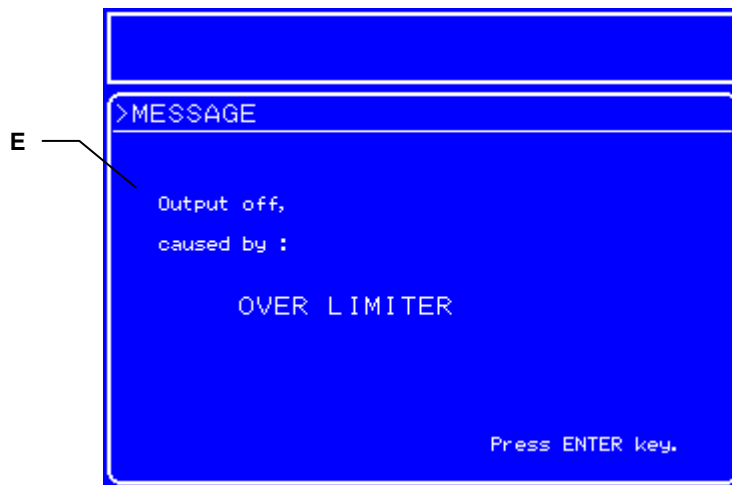 >MESSAGE
E
Output off,
caused by :
OVER LIMITER
Press ENTER key.